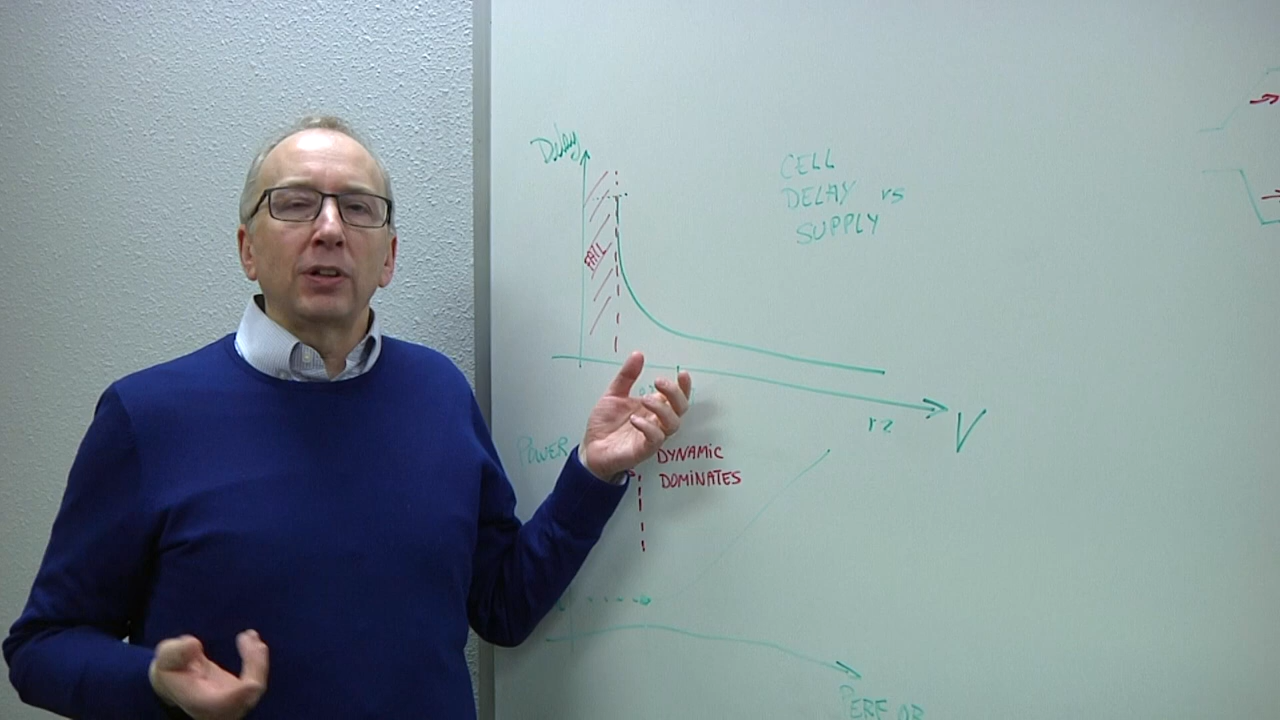 Delay
CELL
DELAY vs
SUPPLY
FAIL
V
POWER
DYNAMIC
DOMINATES